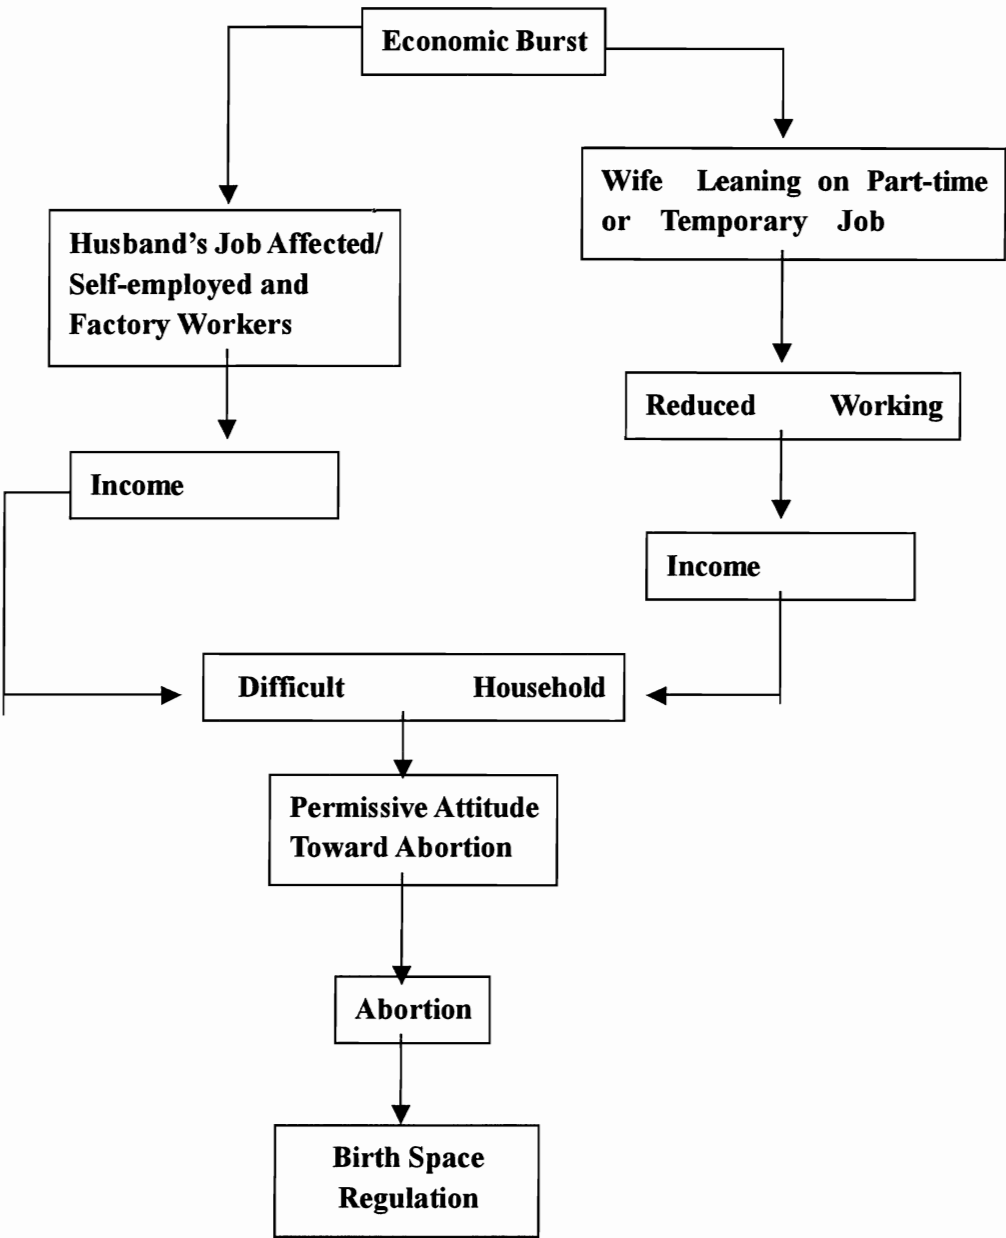 Economic Burst
Wife Leaning on Part-time
or Temporary Job
Husband's Job Affected/
Self-employed and
Factory Workers
Reduced Working
Income
Income
Difficult Household
Permissive Attitude
Toward Abortion
Abortion
Birth Space
Regulation